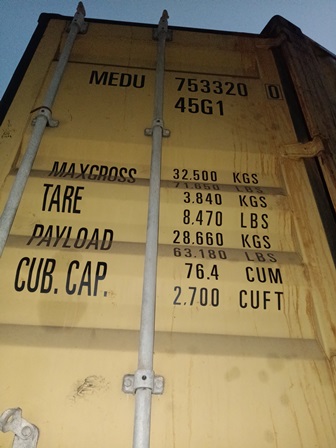 MEDU 753320 0
45G1
MAXGROSS 32.500 KGS
71.650 LBS
TARE 3.840 KGS
8.470 LBS
PAYLOAD 28.660 KGS
63.180 LBS
CUB. CAP. 76.4 CUM
2.700 CUFT